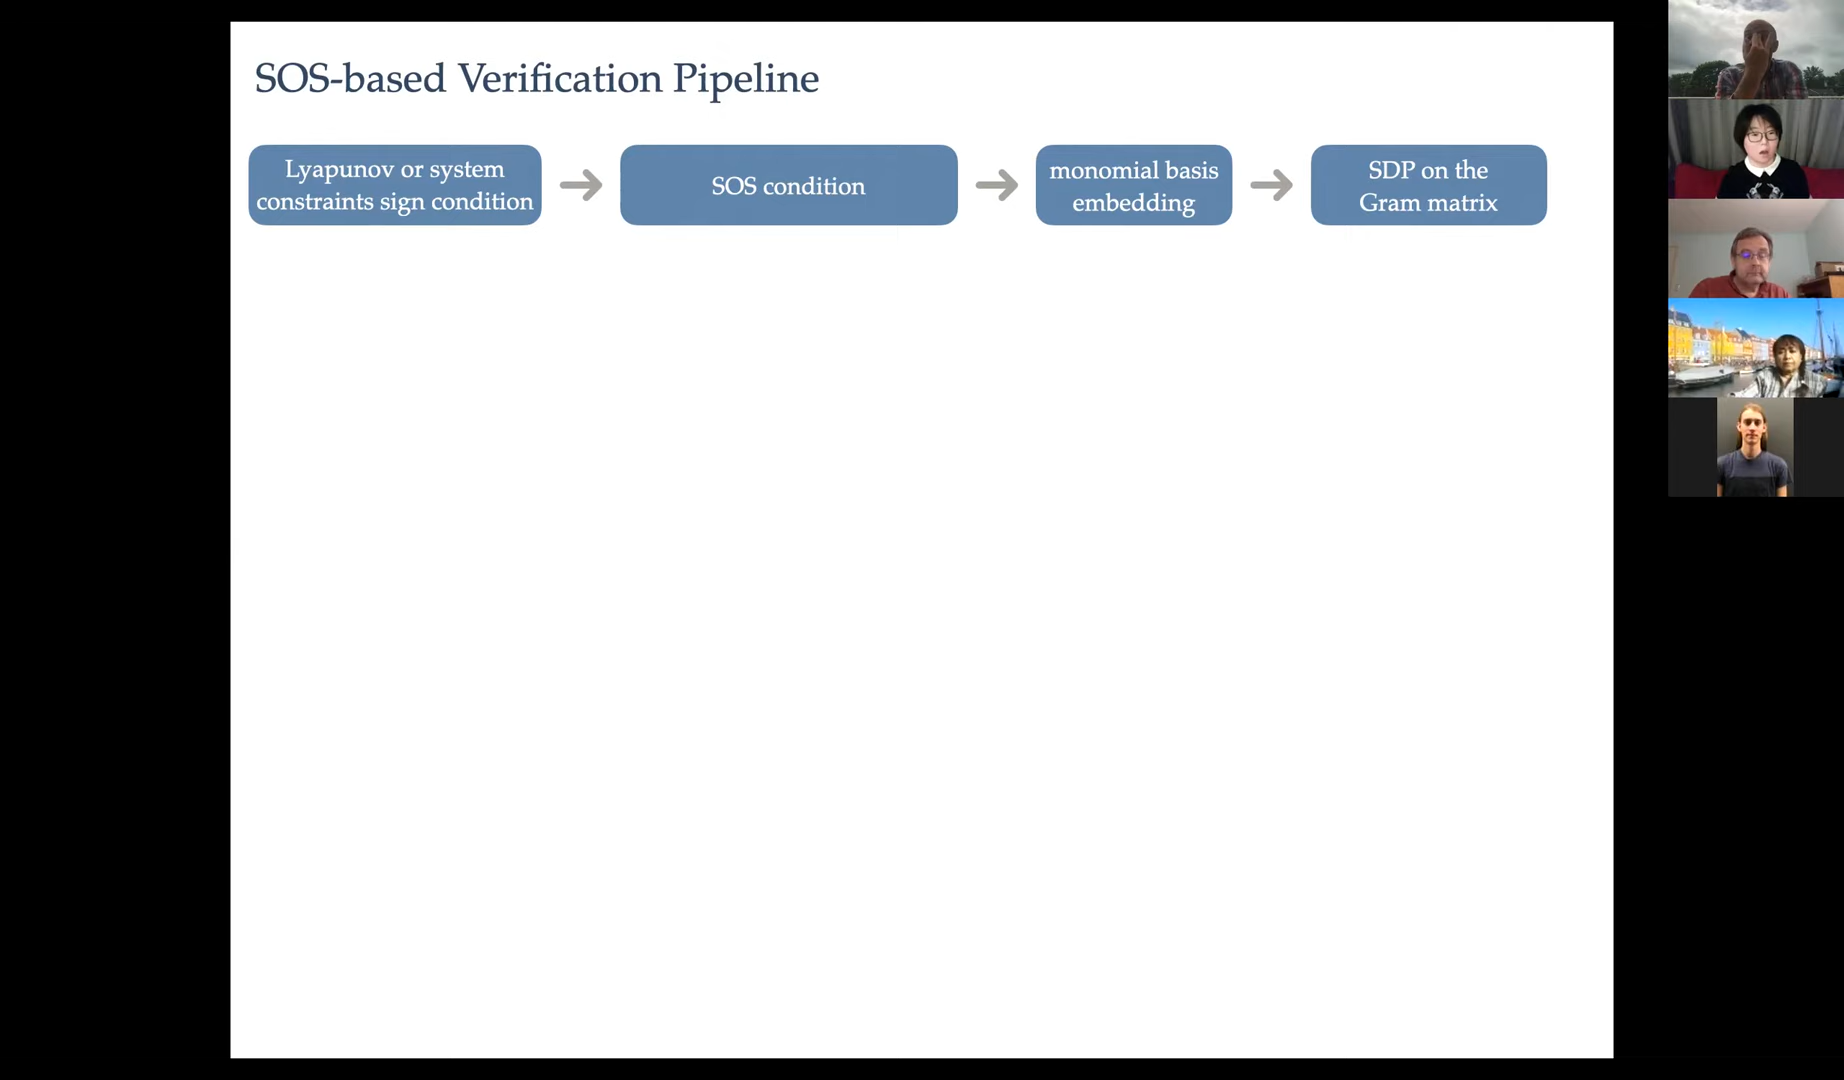 SOS-based Verification Pipeline
Lyapunov or system
constraints sign condition
SOS condition
monomial basis
embedding
SDP on the
Gram matrix